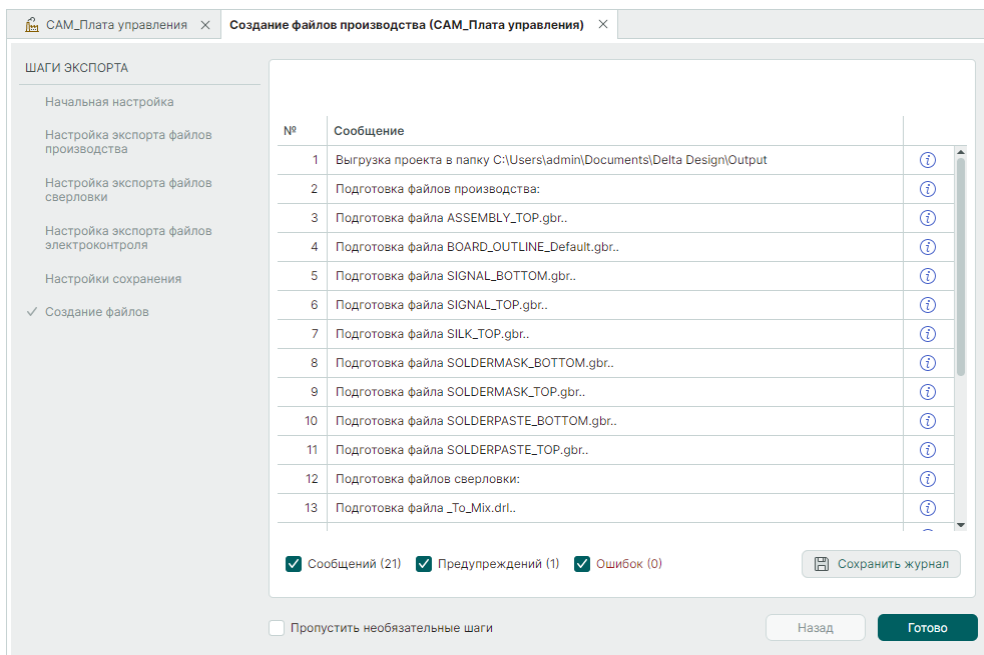 CAM_Плата управления
Создание файлов производства (CAM_Плата управления)
ШАГИ ЭКСПОРТА
Начальная настройка
Настройка экспорта файлов
производства
Настройка экспорта файлов
сверловки
Настройка экспорта файлов
электроконтроля
Настройки сохранения
Создание файлов
№ Сообщение
1 Выгрузка проекта в папку C:\Users\admin\Documents\Delta Design\Output
2 Подготовка файлов производства:
3 Подготовка файла ASSEMBLY_TOP.gbr..
4 Подготовка файла BOARD_OUTLINE_Default.gbr..
5 Подготовка файла SIGNAL_BOTTOM.gbr..
6 Подготовка файла SIGNAL_TOP.gbr..
7 Подготовка файла SILK_TOP.gbr..
8 Подготовка файла SOLDERMASK_BOTTOM.gbr..
9 Подготовка файла SOLDERMASK_TOP.gbr..
10 Подготовка файла SOLDERPASTE_BOTTOM.gbr..
11 Подготовка файла SOLDERPASTE_TOP.gbr..
12 Подготовка файлов сверловки:
13 Подготовка файла _To_Mix.drl..
Сообщений (21) Предупреждений (1) Ошибок (0) Сохранить журнал
Пропустить необязательные шаги Назад Готово